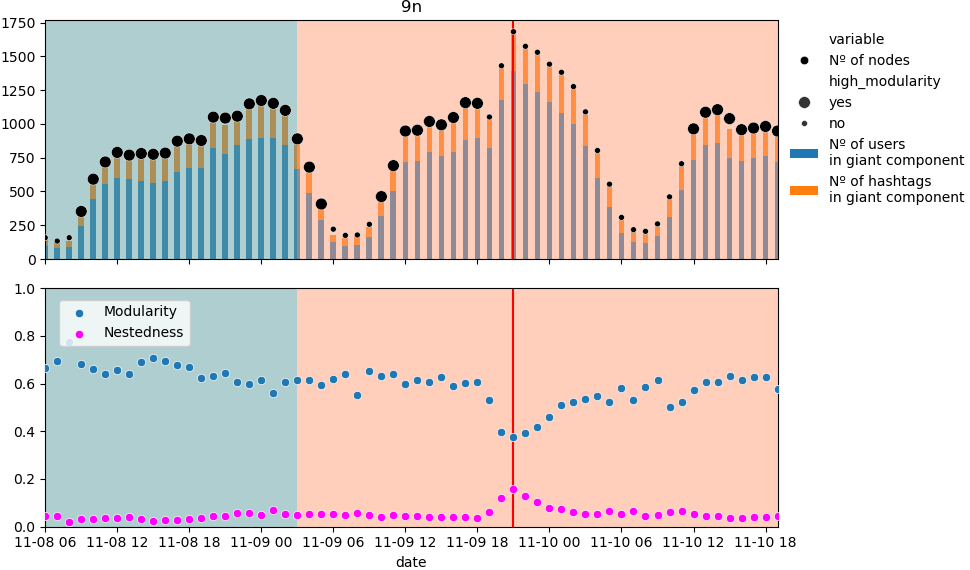 9n
1750
1500
1250
1000
750
500
250
0
variable
Nº of nodes
high_modularity
yes
no
Nº of users
in giant component
Nº of hashtags
in giant component
1.0
0.8
0.6
0.4
0.2
0.0
Modularity
Nestedness
11-08 06 11-08 12 11-08 18 11-09 00 11-09 06 11-09 12 11-09 18 11-10 00 11-10 06 11-10 12 11-10 18
date